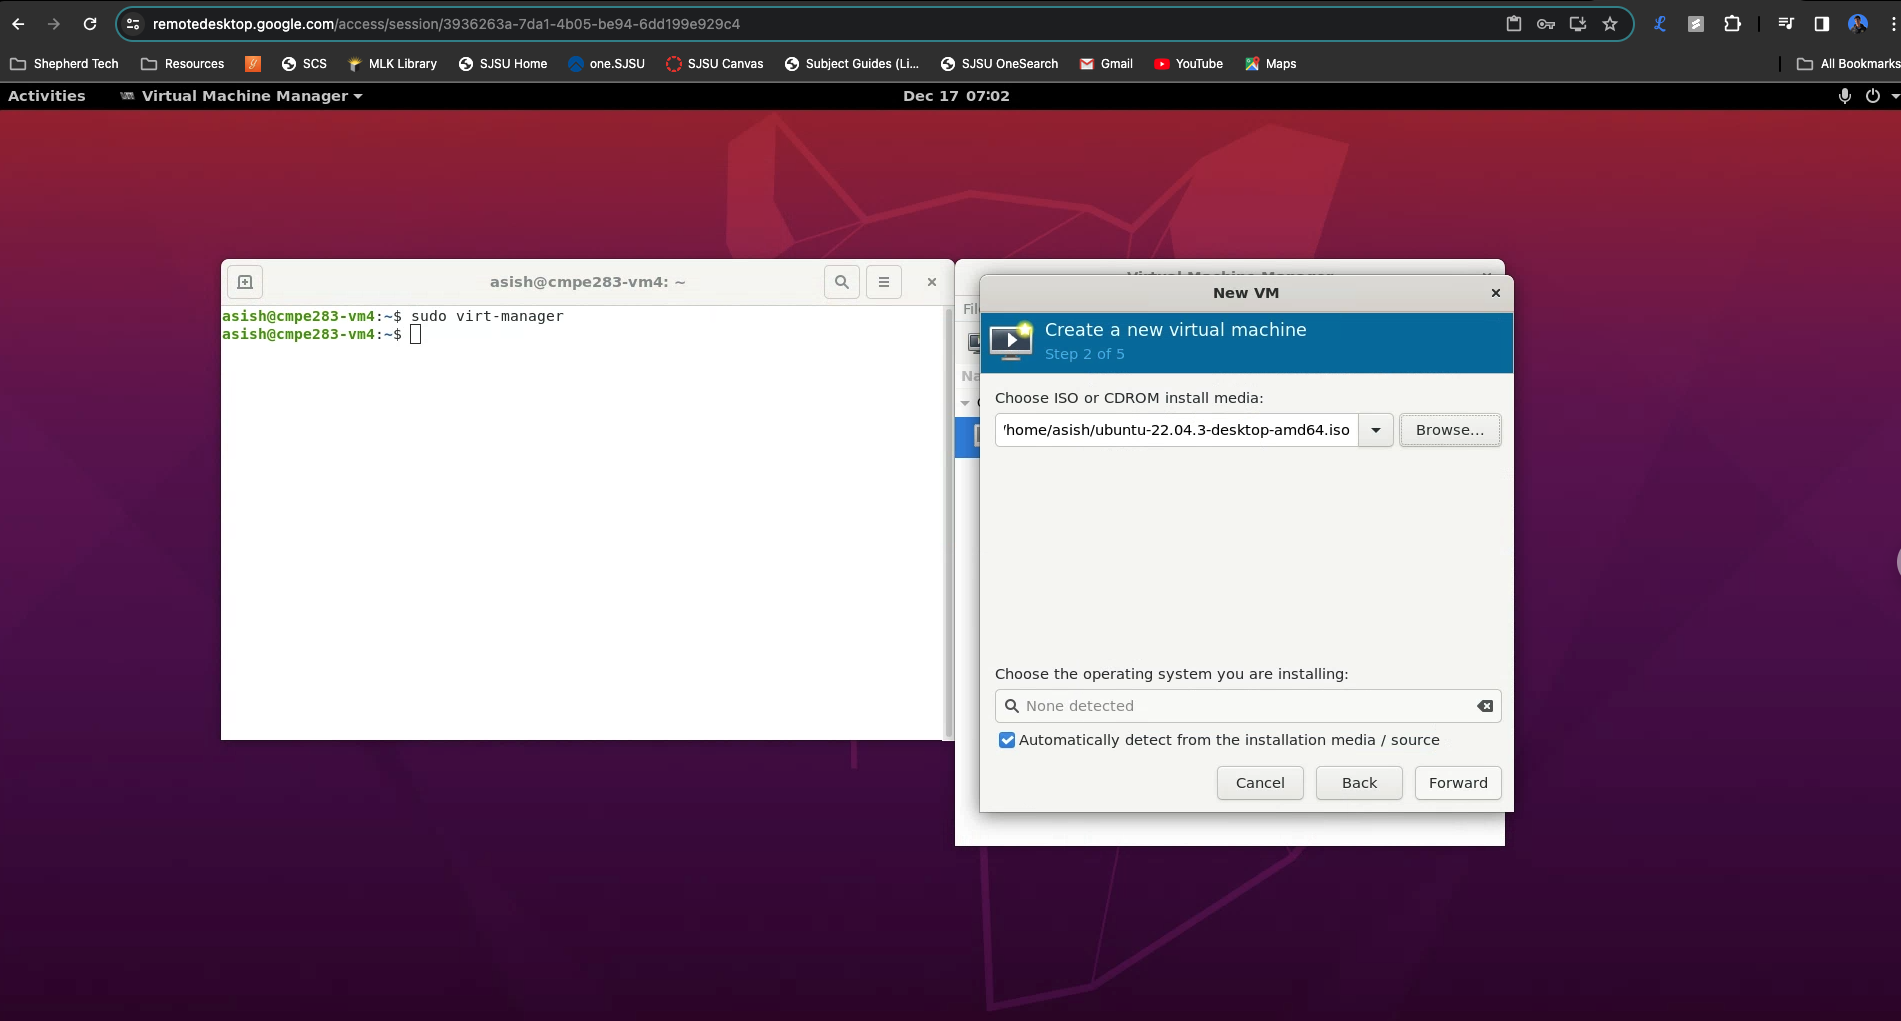 remotedesktop.google.com/access/session/3936263a-7da1-4b05-be94-6dd199e929c4
Shepherd Tech Resources SCS MLK Library SJSU Home one.SJSU SJSU Canvas Subject Guides (Li... SJSU OneSearch Gmail YouTube Maps All Bookmarks
Activities Virtual Machine Manager Dec 17 07:02
asish@cmpe283-vm4: ~
asish@cmpe283-vm4:~$ sudo virt-manager
asish@cmpe283-vm4:~$
Virtual Machine Manager
New VM
Create a new virtual machine
Step 2 of 5
Choose ISO or CDROM install media:
/home/asish/ubuntu-22.04.3-desktop-amd64.iso Browse...
Choose the operating system you are installing:
None detected
Automatically detect from the installation media / source
Cancel Back Forward